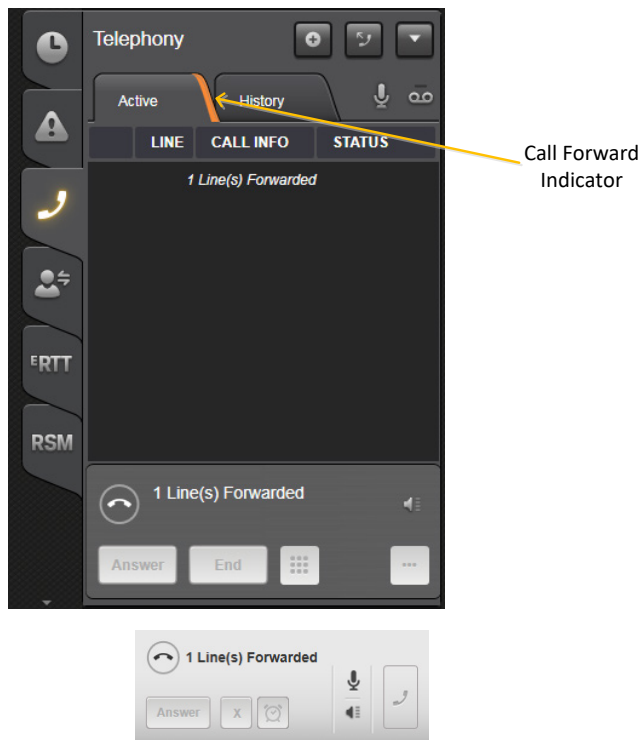 Telephony
Active
History
LINE CALL INFO STATUS
1 Line(s) Forwarded
Call Forward
Indicator
ERTT
RSM
1 Line(s) Forwarded
Answer End
1 Line(s) Forwarded
Answer X